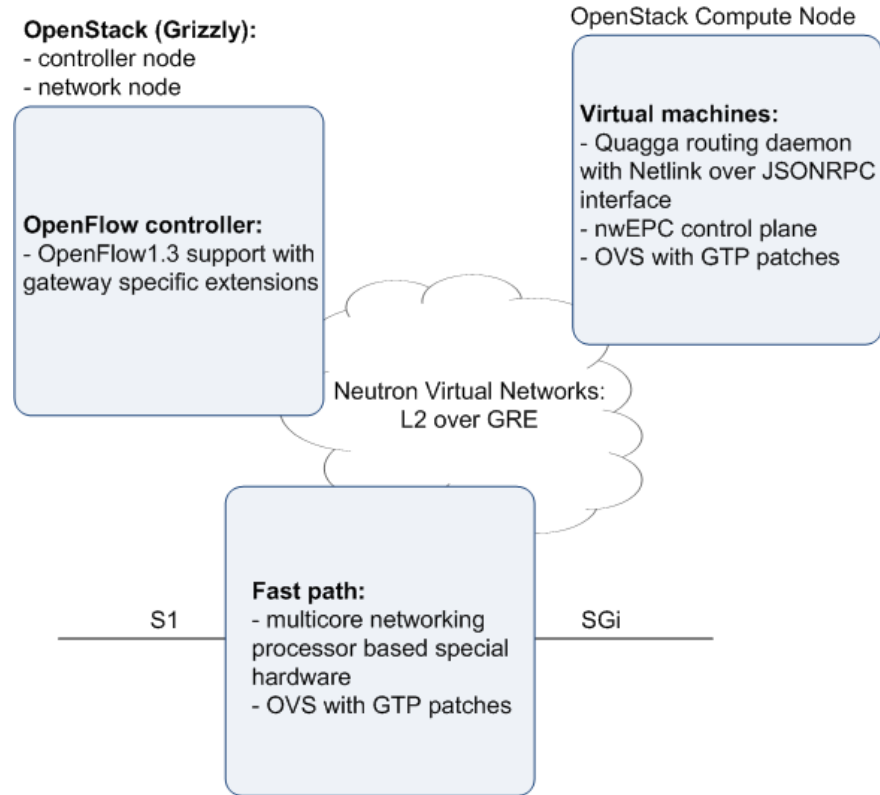 OpenStack (Grizzly):
- controller node
- network node
OpenFlow controller:
- OpenFlow1.3 support with
gateway specific extensions
OpenStack Compute Node
Virtual machines:
- Quagga routing daemon
with Netlink over JSONRPC
interface
- nwEPC control plane
- OVS with GTP patches
Neutron Virtual Networks:
L2 over GRE
S1
Fast path:
- multicore networking
processor based special
hardware
- OVS with GTP patches
SGi